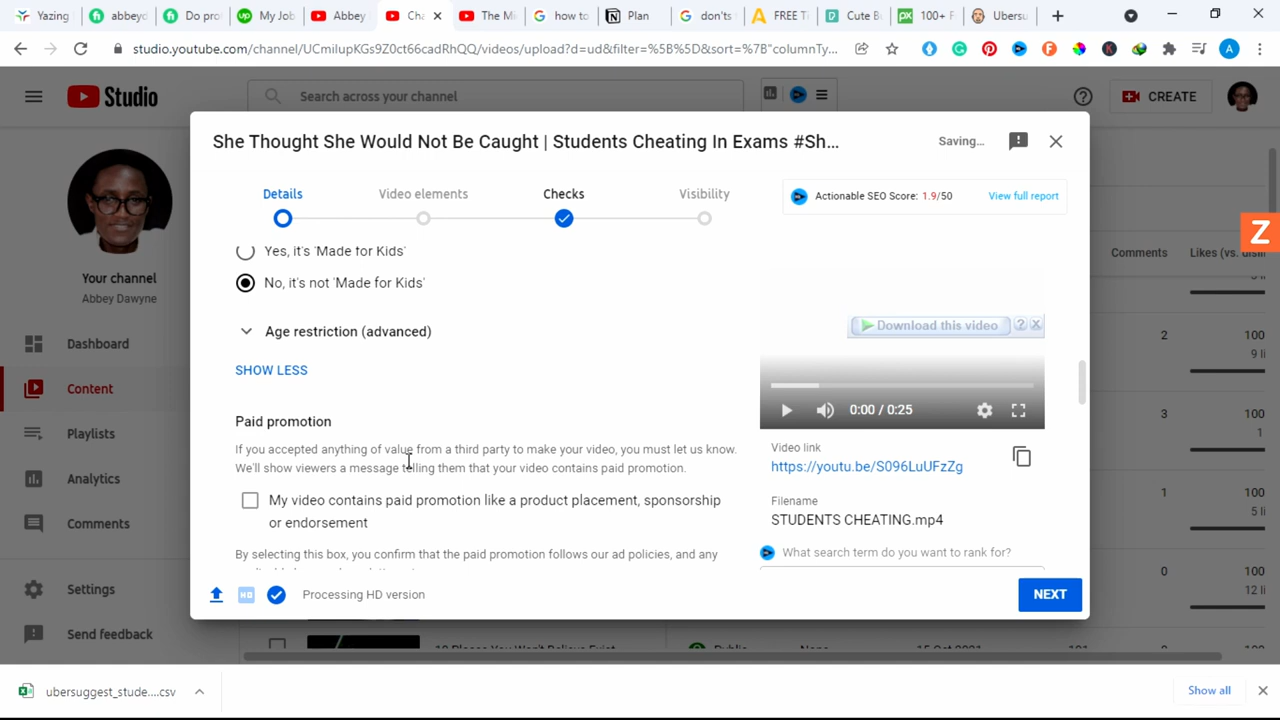 Yazing
abbeyd
Do pro
My Job
Abbey
Cha
The Mi
how to
Plan
don'ts
FREE Ti
Cute B
100+ F
Ubersu
studio.youtube.com/channel/UCmilupKGs9Z0ct66cadRhQQ/videos/upload?d=ud&filter=%5B%5D&sort=%7B"columnTy...
Studio
Search across your channel
CREATE
She Thought She Would Not Be Caught | Students Cheating In Exams #Sh...
Saving...
Details
Video elements
Checks
Visibility
Actionable SEO Score: 1.9/50
View full report
Yes, it's 'Made for Kids'
No, it's not 'Made for Kids'
Age restriction (advanced)
SHOW LESS
Paid promotion
If you accepted anything of value from a third party to make your video, you must let us know.
We'll show viewers a message telling them that your video contains paid promotion.
My video contains paid promotion like a product placement, sponsorship
or endorsement
By selecting this box, you confirm that the paid promotion follows our ad policies, and any
Download this video
0:00 / 0:25
Video link
https://youtu.be/S096LuUFzZg
Filename
STUDENTS CHEATING.mp4
What search term do you want to rank for?
HD
Processing HD version
NEXT
Your channel
Abbey Dawyne
Dashboard
Content
Playlists
Analytics
Comments
Settings
Send feedback
Comments
Likes (vs.
2
100
9 li
3
100
1
1
100
5 li
0
100
12 li
Z
Public
None
15 Oct 2021
ubersuggest_stude....csv
Show all